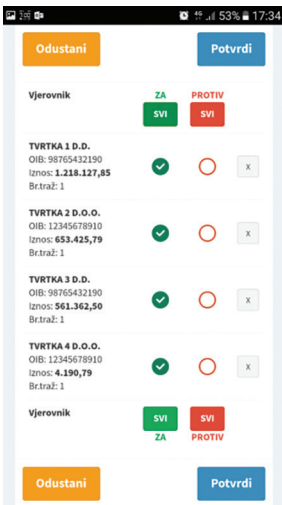 53% 17:34
Odustani Potvrdi
Vjerovnik ZA PROTIV
SVI SVI
TVRTKA 1 D.D.
OIB: 98765432190
Iznos: 1.218.127,85
Br.traž: 1
X
TVRTKA 2 D.O.O.
OIB: 12345678910
Iznos: 653.425,79
Br.traž: 1
X
TVRTKA 3 D.D.
OIB: 98765432190
Iznos: 561.362,50
Br.traž: 1
X
TVRTKA 4 D.O.O.
OIB: 12345678910
Iznos: 4.190,79
Br.traž: 1
X
Vjerovnik SVI SVI
ZA PROTIV
Odustani Potvrdi